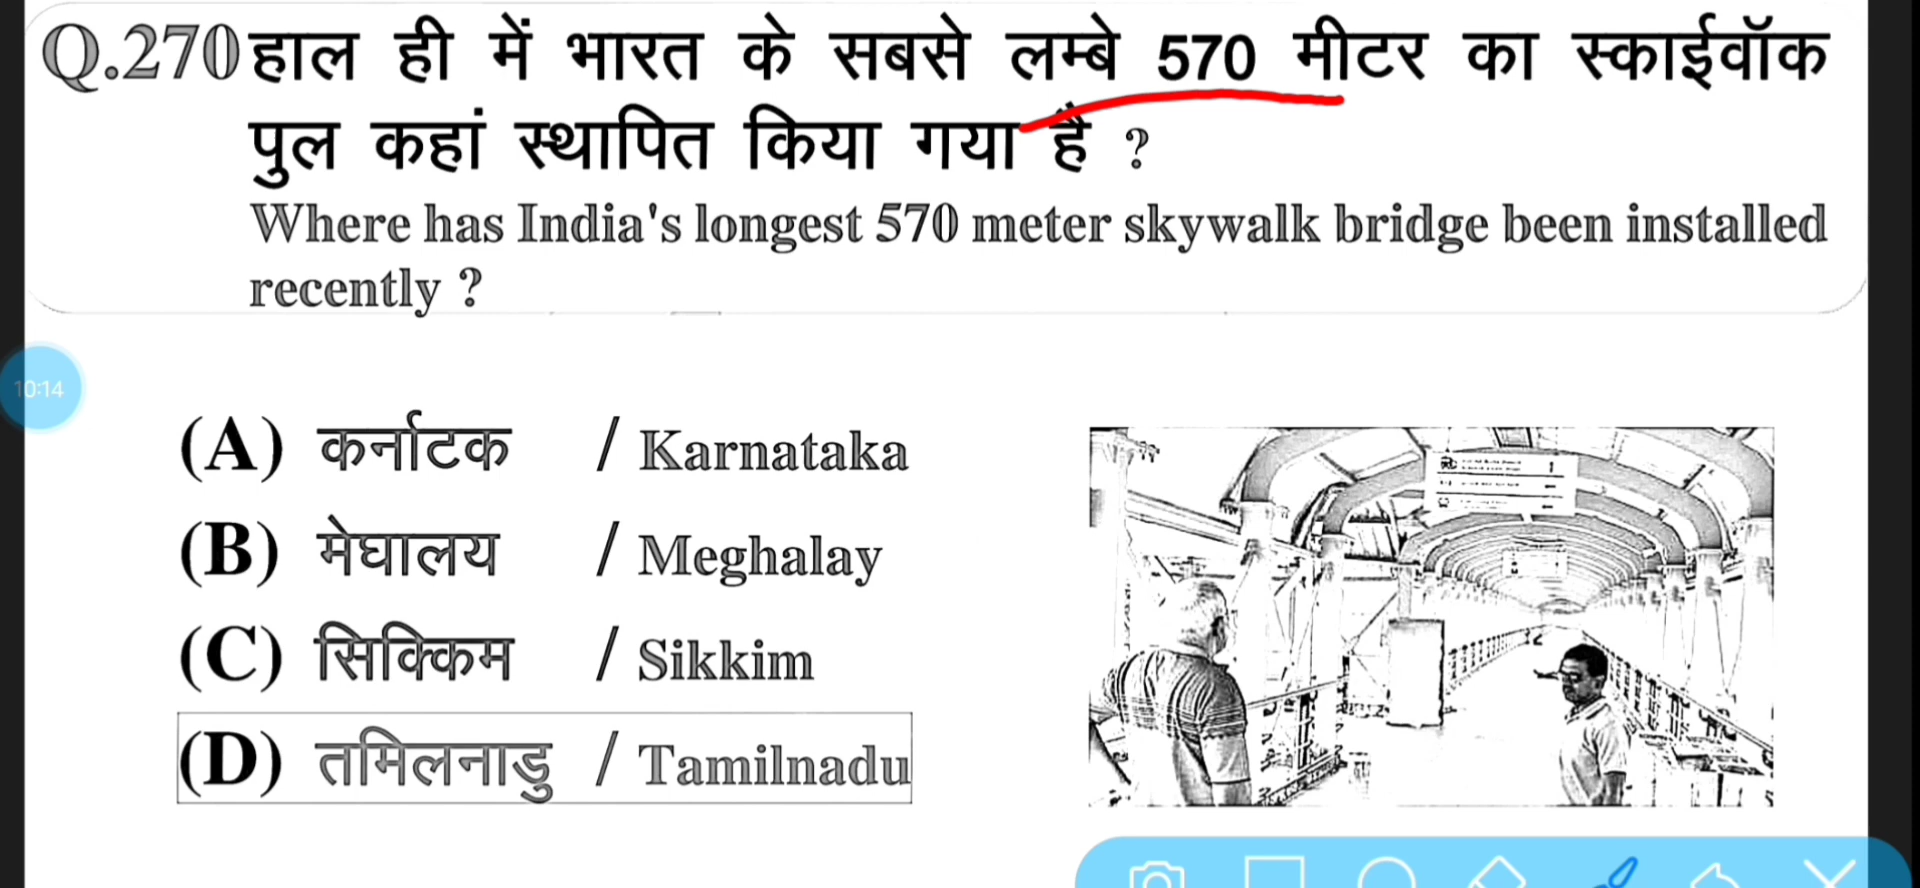 Q.270 हाल ही में भारत के सबसे लम्बे 570 मीटर का स्काईवॉक
पुल कहां स्थापित किया गया है ?
Where has India's longest 570 meter skywalk bridge been installed
recently ?
10:14
(A) कर्नाटक / Karnataka
(B) मेघालय / Meghalay
(C) सिक्किम / Sikkim
(D) तमिलनाडु / Tamilnadu